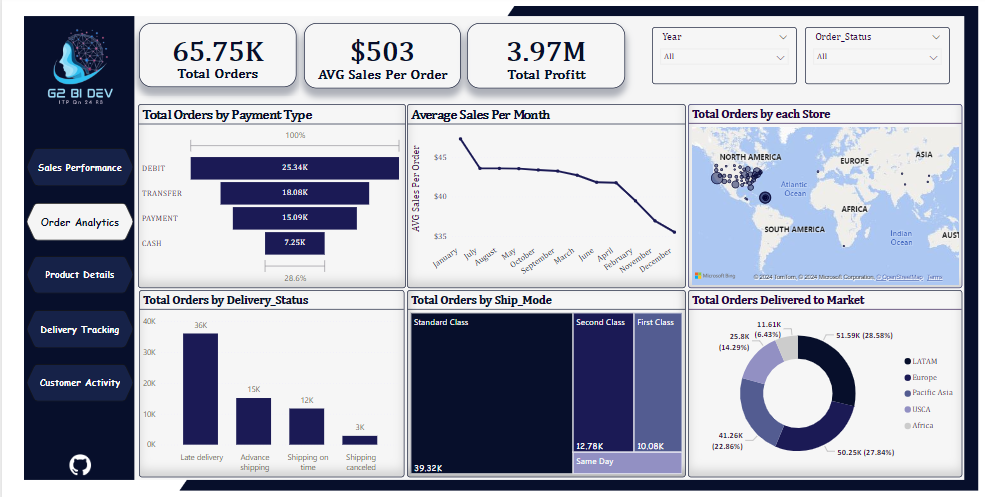 G2 BI DEV
ITP Qn 24 R3
Sales Performance
Order Analytics
Product Details
Delivery Tracking
Customer Activity
65.75K
Total Orders
$503
AVG Sales Per Order
3.97M
Total Profitt
Year
All
Order_Status
All
Total Orders by Payment Type
100%
DEBIT
25.34K
TRANSFER
18.08K
PAYMENT
15.09K
CASH
7.25K
28.6%
Average Sales Per Month
AVG Sales Per Order
$45
$40
$35
January
July
August
May
October
September
March
June
April
February
November
December
Total Orders by each Store
NORTH AMERICA
EUROPE
ASIA
Atlantic
Ocean
AFRICA
SOUTH AMERICA
Indian
Ocean
AUST
Microsoft Bing
© 2024 TomTom, © 2024 Microsoft Corporation, © OpenStreetMap Terms
Total Orders by Delivery_Status
40K
30K
20K
10K
0K
36K
15K
12K
3K
Late delivery
Advance
shipping
Shipping on
time
Shipping
canceled
Total Orders by Ship_Mode
Standard Class
39.32K
Second Class
12.78K
First Class
10.08K
Same Day
Total Orders Delivered to Market
11.61K
(6.43%)
51.59K (28.58%)
25.8K
(14.29%)
41.26K
(22.86%)
50.25K (27.84%)
LATAM
Europe
Pacific Asia
USCA
Africa